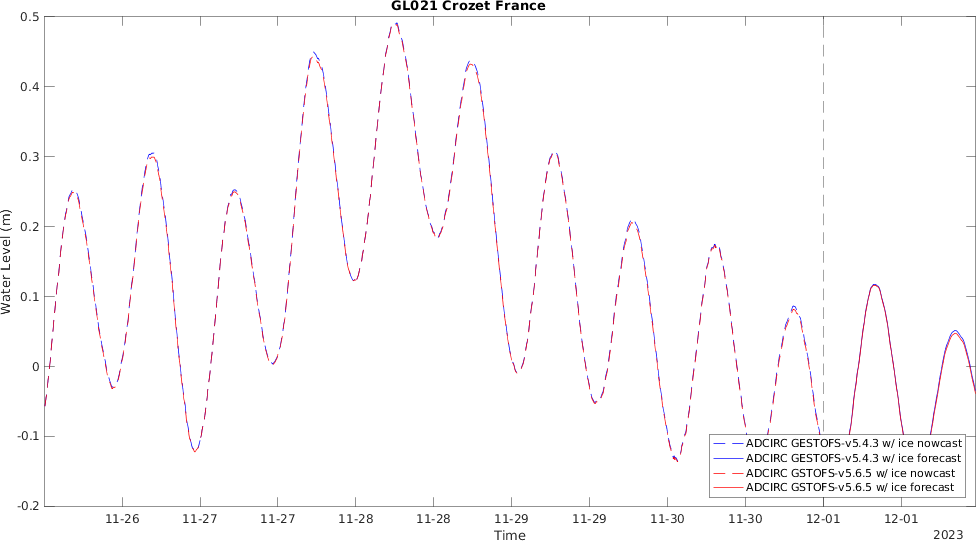 GL021 Crozet France
0.5
0.4
0.3
0.2
0.1
0
-0.1
-0.2
Water Level (m)
ADCIRC GESTOFS-v5.4.3 w/ ice nowcast
ADCIRC GESTOFS-v5.4.3 w/ ice forecast
ADCIRC GSTOFS-v5.6.5 w/ ice nowcast
ADCIRC GSTOFS-v5.6.5 w/ ice forecast
11-26 11-27 11-27 11-28 11-28 11-29 11-29 11-30 11-30 12-01 12-01
Time
2023